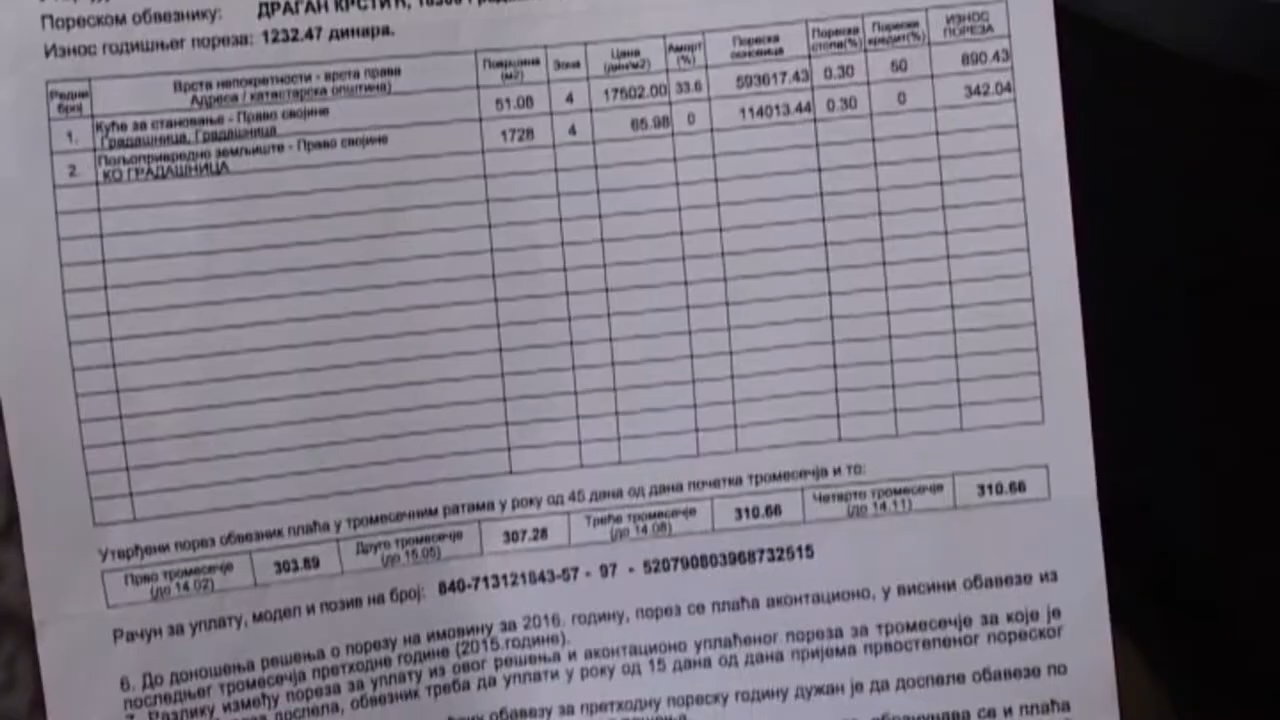 Пореском обвезнику: ДРАГАН КРСТИЋ,
Износ годишњег пореза: 1232.47 динара.
Редни број | Врста непокретности - врста права Адреса / катастарска општина) | Површина (м2) | Зона | Цена (дин/м2) | Аморт (%) | Пореска основица | Пореска стопа(%) | Порески кредит(%) | ИЗНОС ПОРЕЗА
1. | Куће за становање - Право својине Градашница, Градашница | 51.08 | 4 | 17502.00 | 33.6 | 593617.43 | 0.30 | 50 | 890.43
2. | Пољопривредно земљиште - Право својине КО ГРАДАШНИЦА | 1728 | 4 | 65.98 | 0 | 114013.44 | 0.30 | 0 | 342.04
Утврђени порез обвезник плаћа у тромесечним ратама у року од 45 дана од дана почетка тромесечја и то:
Прво тромесечје (до 14.02) | 303.89 | Друго тромесечје (до 15.05) | 307.28 | Треће тромесечје (до 14.08) | 310.66 | Четврто тромесечје (до 14.11) | 310.66
Рачун за уплату, модел и позив на број: 840-713121843-57 - 97 - 520790803968732515
6. До доношења решења о порезу на имовину за 2016. годину, порез се плаћа аконтационо, у висини обавезе из
последњег тромесечја претходне године (2015.године).
7. Разлику између пореза за уплату из овог решења и аконтационо уплаћеног пореза за тромесечје за које је
доспела, обвезник треба да уплати у року од 15 дана од дана пријема првостепеног пореског
обавезу за претходну пореску годину дужан је да доспеле обавезе по
се и плаћа